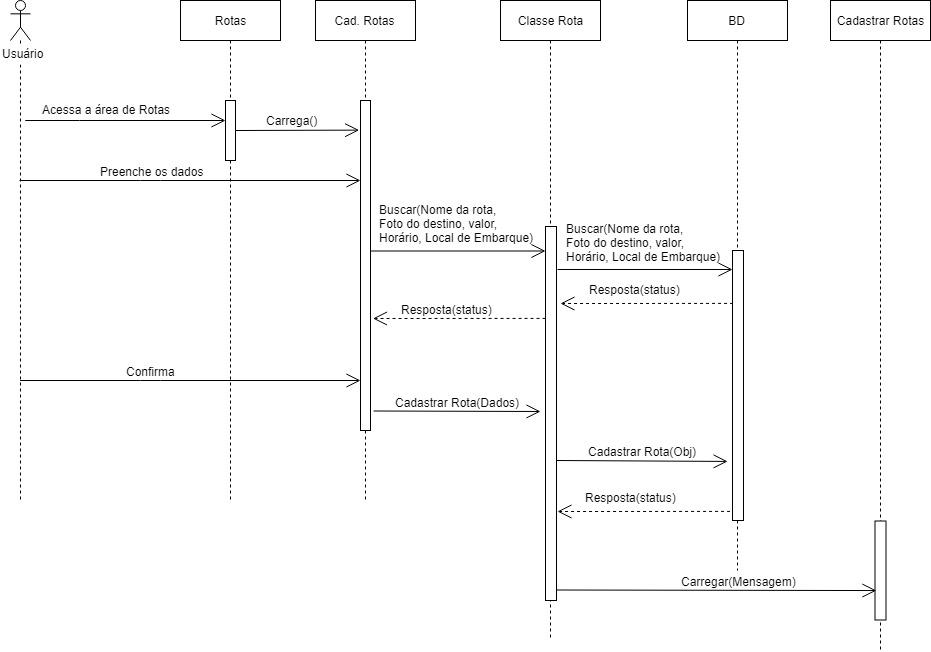 Rotas
Cad. Rotas
Classe Rota
BD
Cadastrar Rotas
Usuário
Acessa a área de Rotas
Carrega()
Preenche os dados
Buscar(Nome da rota,
Foto do destino, valor,
Horário, Local de Embarque)
Buscar(Nome da rota,
Foto do destino, valor,
Horário, Local de Embarque)
Resposta(status)
Resposta(status)
Confirma
Cadastrar Rota(Dados)
Cadastrar Rota(Obj)
Resposta(status)
Carregar(Mensagem)